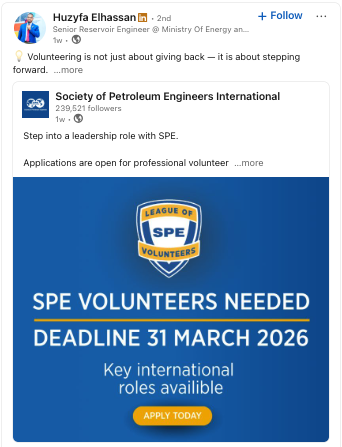 Huzyfa Elhassan in • 2nd
+ Follow ...
Senior Reservoir Engineer @ Ministry Of Energy an...
1w •
💡 Volunteering is not just about giving back — it is about stepping
forward. ...more
Society of Petroleum Engineers International
239,521 followers
1w •
Step into a leadership role with SPE.
Applications are open for professional volunteer ...more
LEAGUE OF
SPE
VOLUNTEERS
SPE VOLUNTEERS NEEDED
DEADLINE 31 MARCH 2026
Key international
roles availible
APPLY TODAY